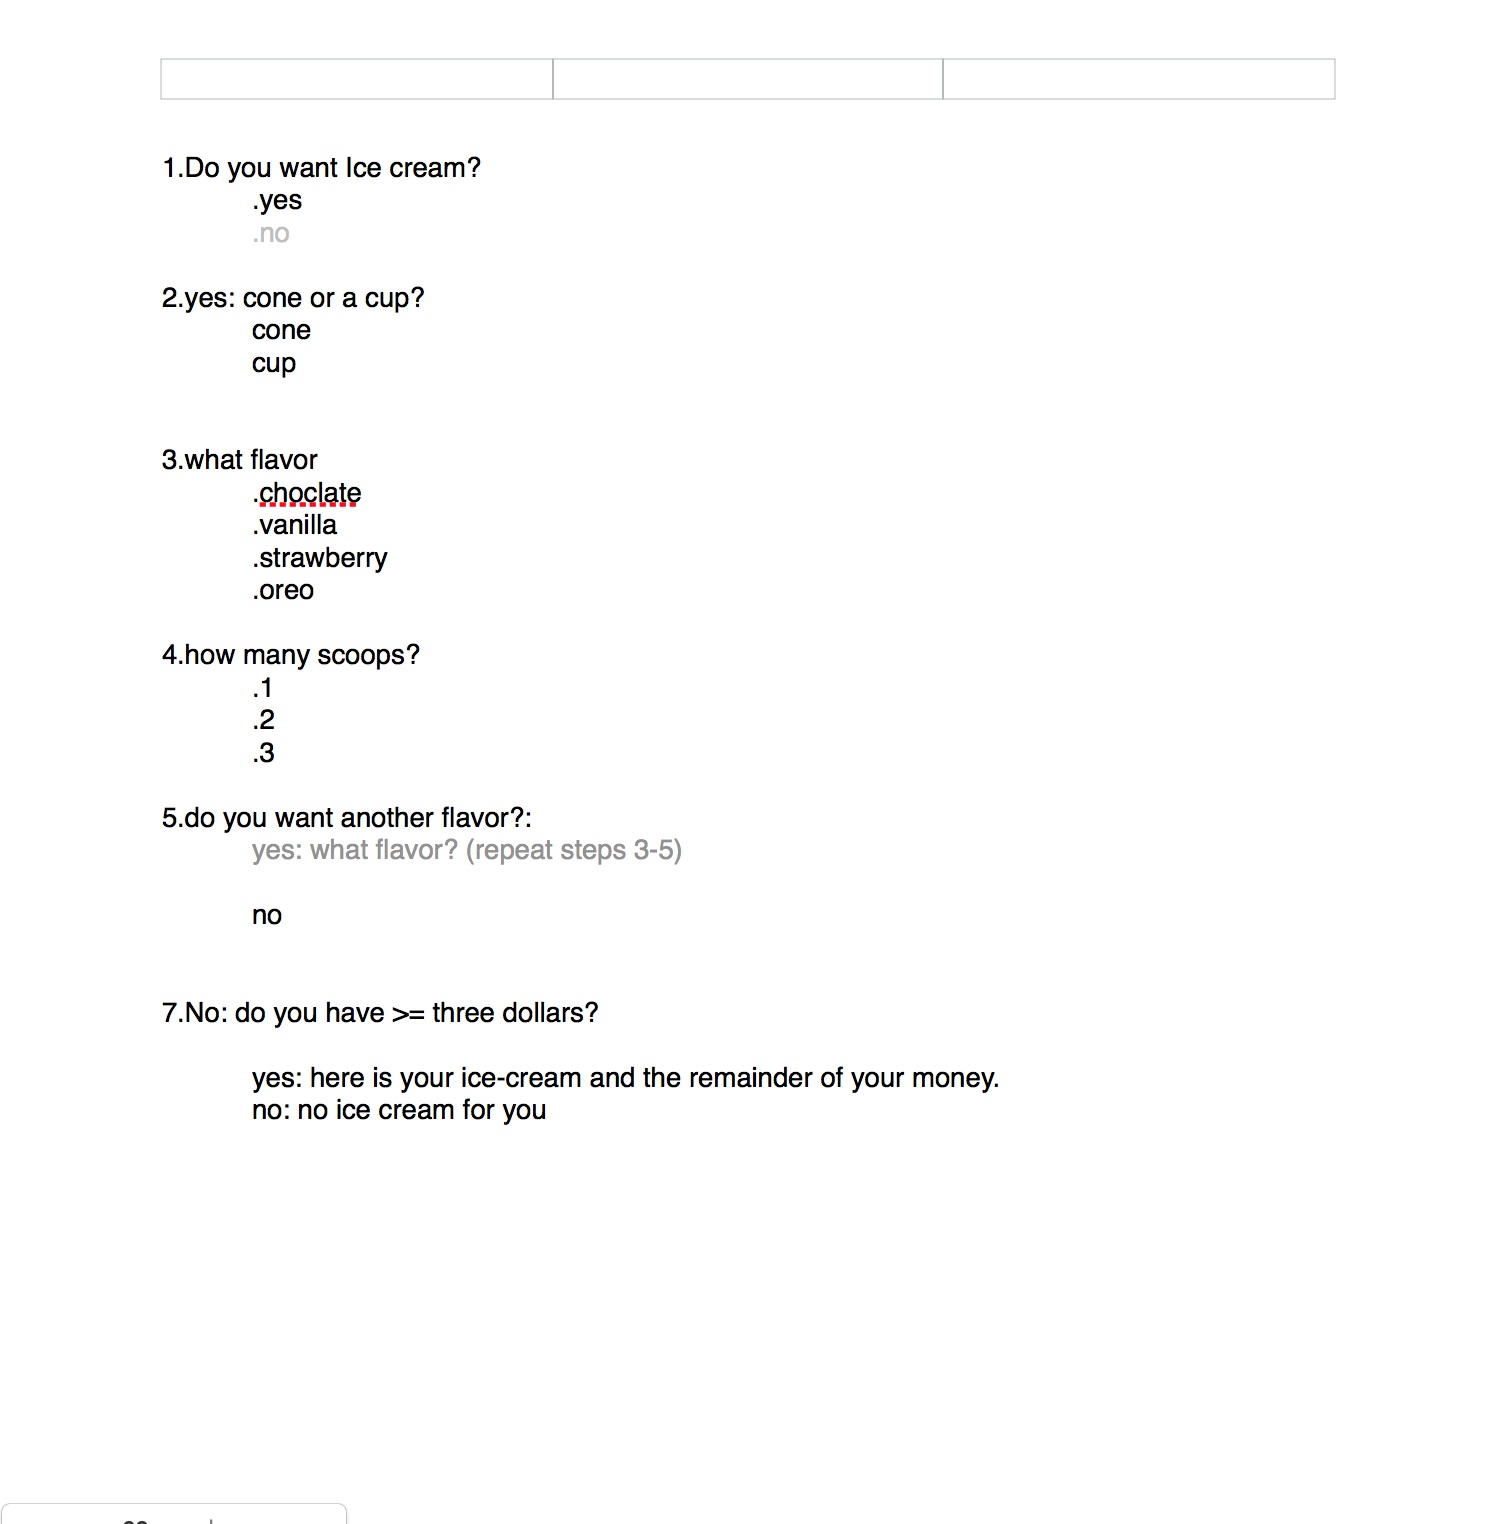 1.Do you want Ice cream?
.yes
.no
2.yes: cone or a cup?
cone
cup
3.what flavor
.choclate
.vanilla
.strawberry
.oreo
4.how many scoops?
.1
.2
.3
5.do you want another flavor?:
yes: what flavor? (repeat steps 3-5)
no
7.No: do you have >= three dollars?
yes: here is your ice-cream and the remainder of your money.
no: no ice cream for you